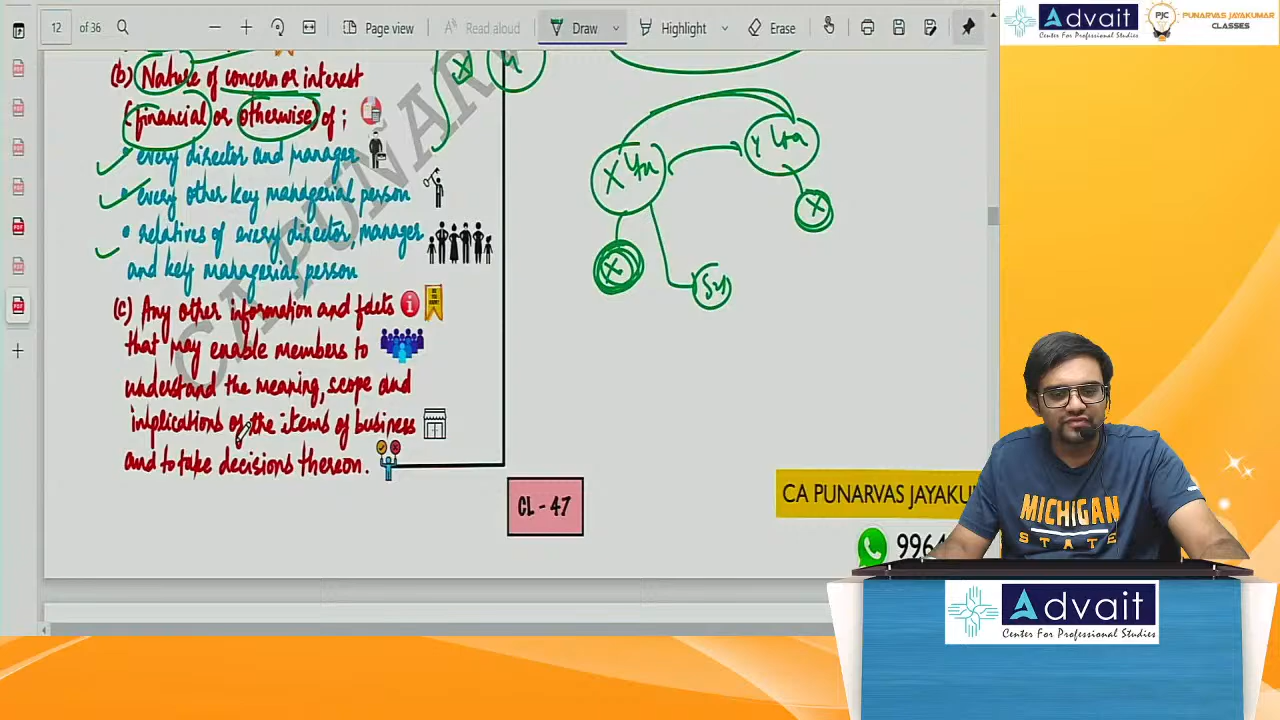 12 of 36
Page view
Read aloud
Draw
Highlight
Erase
Advait
Center For Professional Studies
PJC
PUNARVAS JAYAKUMAR
CLASSES
(b) Nature of concern or interest
(financial or otherwise) of;
• every director and manager
• every other key managerial person
• relatives of every director, manager
and key managerial person
(c) Any other information and facts
that may enable members to
understand the meaning, scope and
implications of the items of business
and to take decisions thereon.
X
Y
X Ltd
Y Ltd
X
X
CL - 47
CA PUNAR
CA PUNARVAS JAYAKU
9964
MICHIGAN
STATE
Advait
Center For Professional Studies